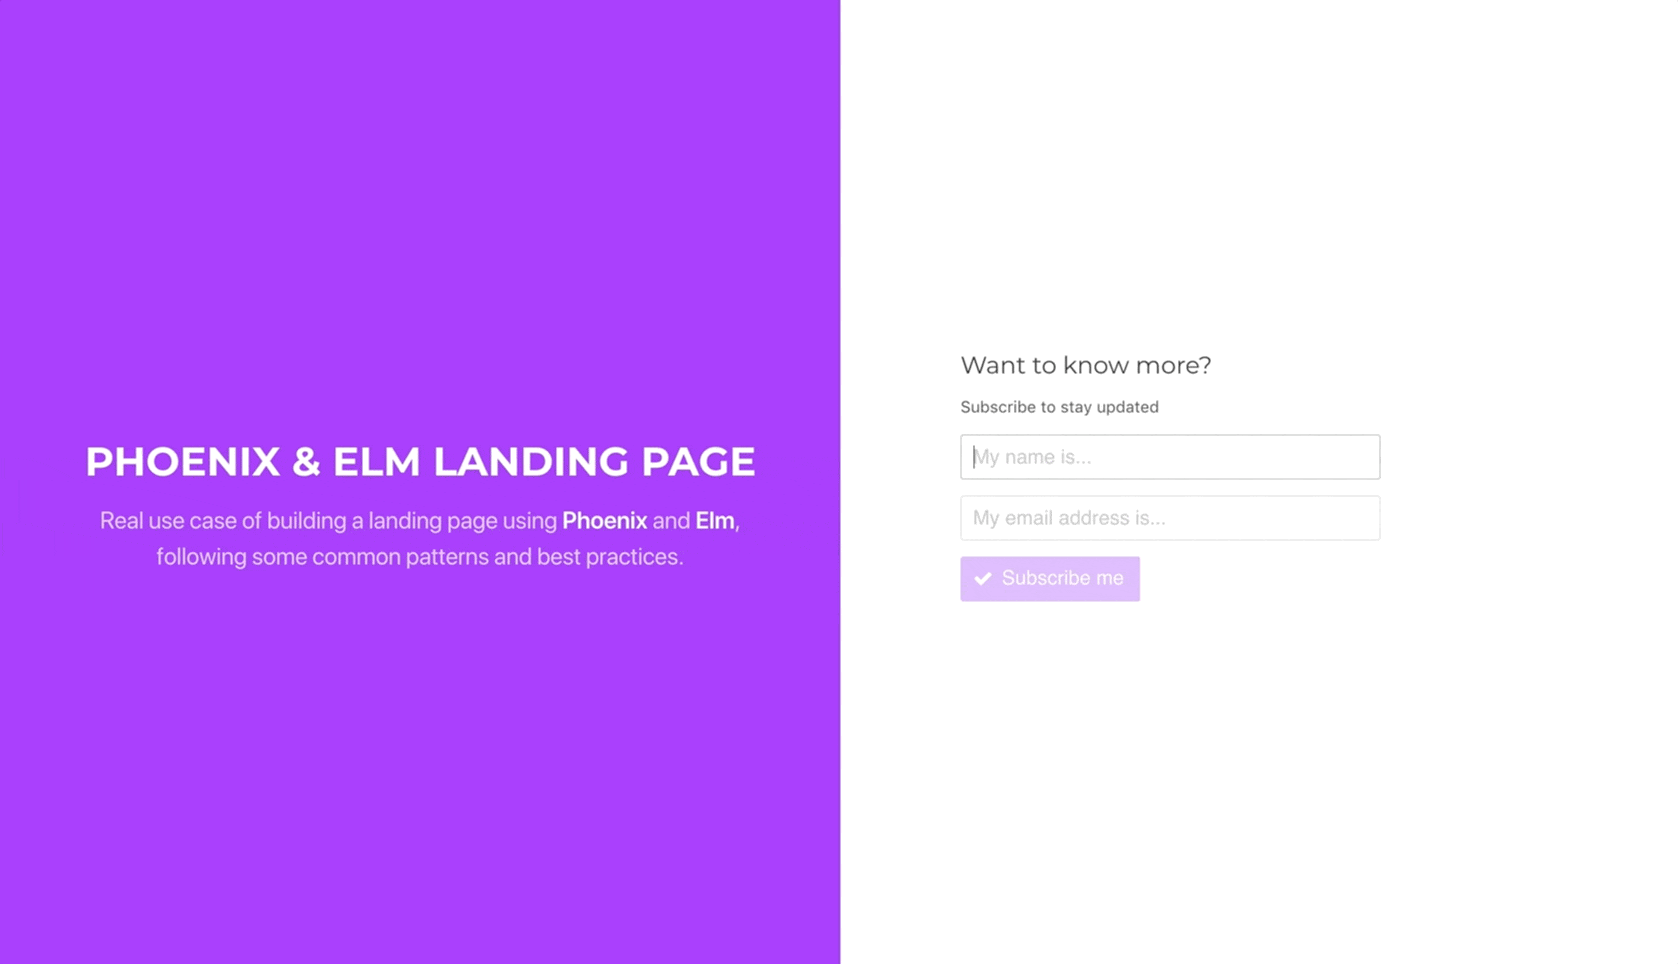 PHOENIX & ELM LANDING PAGE
Real use case of building a landing page using Phoenix and Elm,
following some common patterns and best practices.
Want to know more?
Subscribe to stay updated
My name is...
My email address is...
Subscribe me